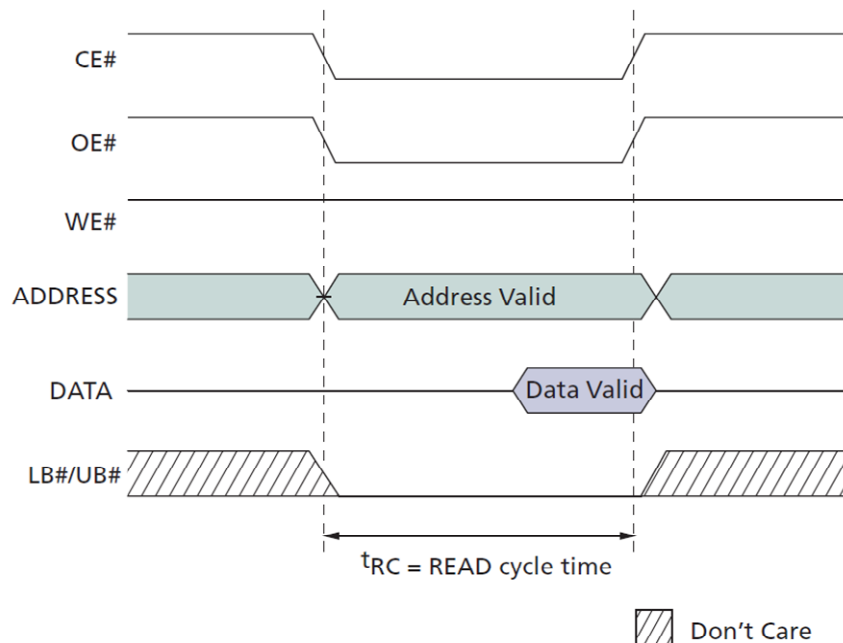 CE#
OE#
WE#
ADDRESS
Address Valid
DATA
Data Valid
LB#/UB#
tRC = READ cycle time
Don't Care